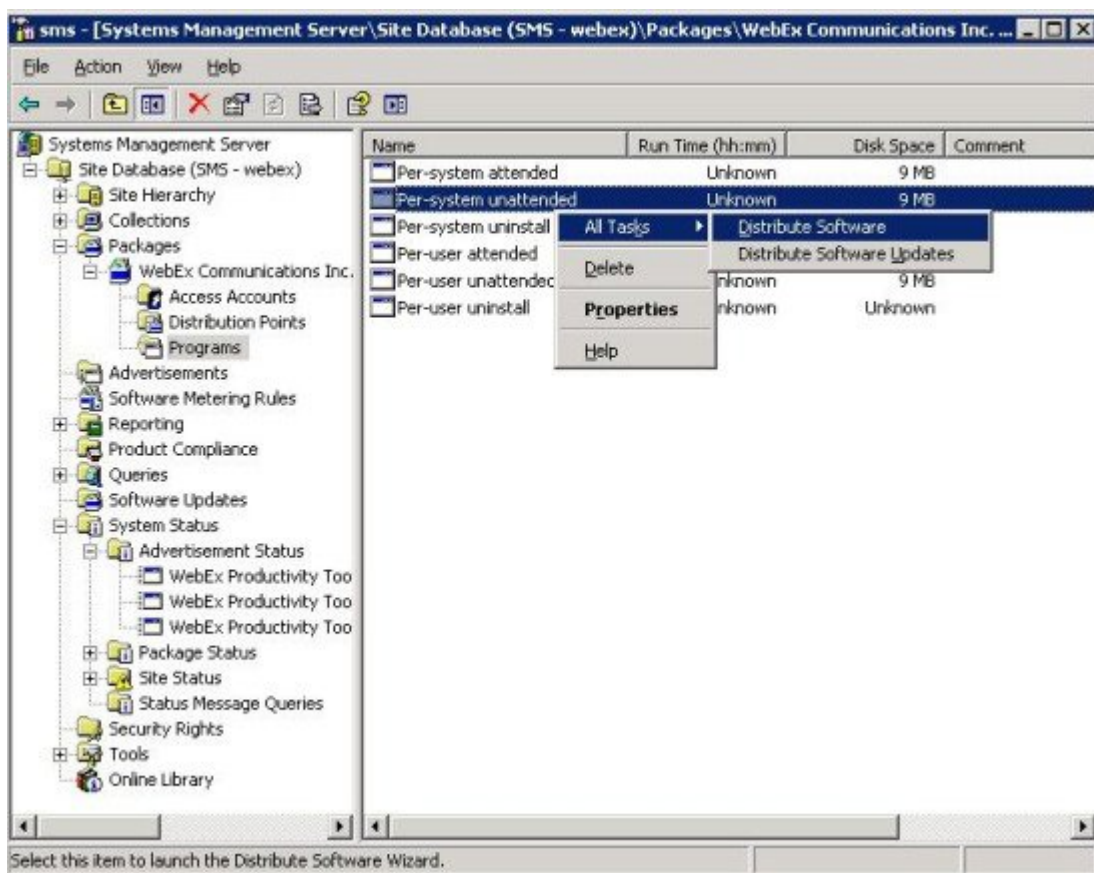 sms - [Systems Management Server\Site Database (SMS - webex)\Packages\WebEx Communications Inc. ...
File Action View Help
Systems Management Server
Site Database (SMS - webex)
Site Hierarchy
Collections
Packages
WebEx Communications Inc.
Access Accounts
Distribution Points
Programs
Advertisements
Software Metering Rules
Reporting
Product Compliance
Queries
Software Updates
System Status
Advertisement Status
WebEx Productivity Too
WebEx Productivity Too
WebEx Productivity Too
Package Status
Site Status
Status Message Queries
Security Rights
Tools
Online Library
Name Run Time (hh:mm) Disk Space Comment
Per-system attended Unknown 9 MB
Per-system unattended Unknown 9 MB
Per-system uninstall
Per-user attended
Per-user unattended nknown 9 MB
Per-user uninstall nknown Unknown
All Tasks
Delete
Properties
Help
Distribute Software
Distribute Software Updates
Select this item to launch the Distribute Software Wizard.